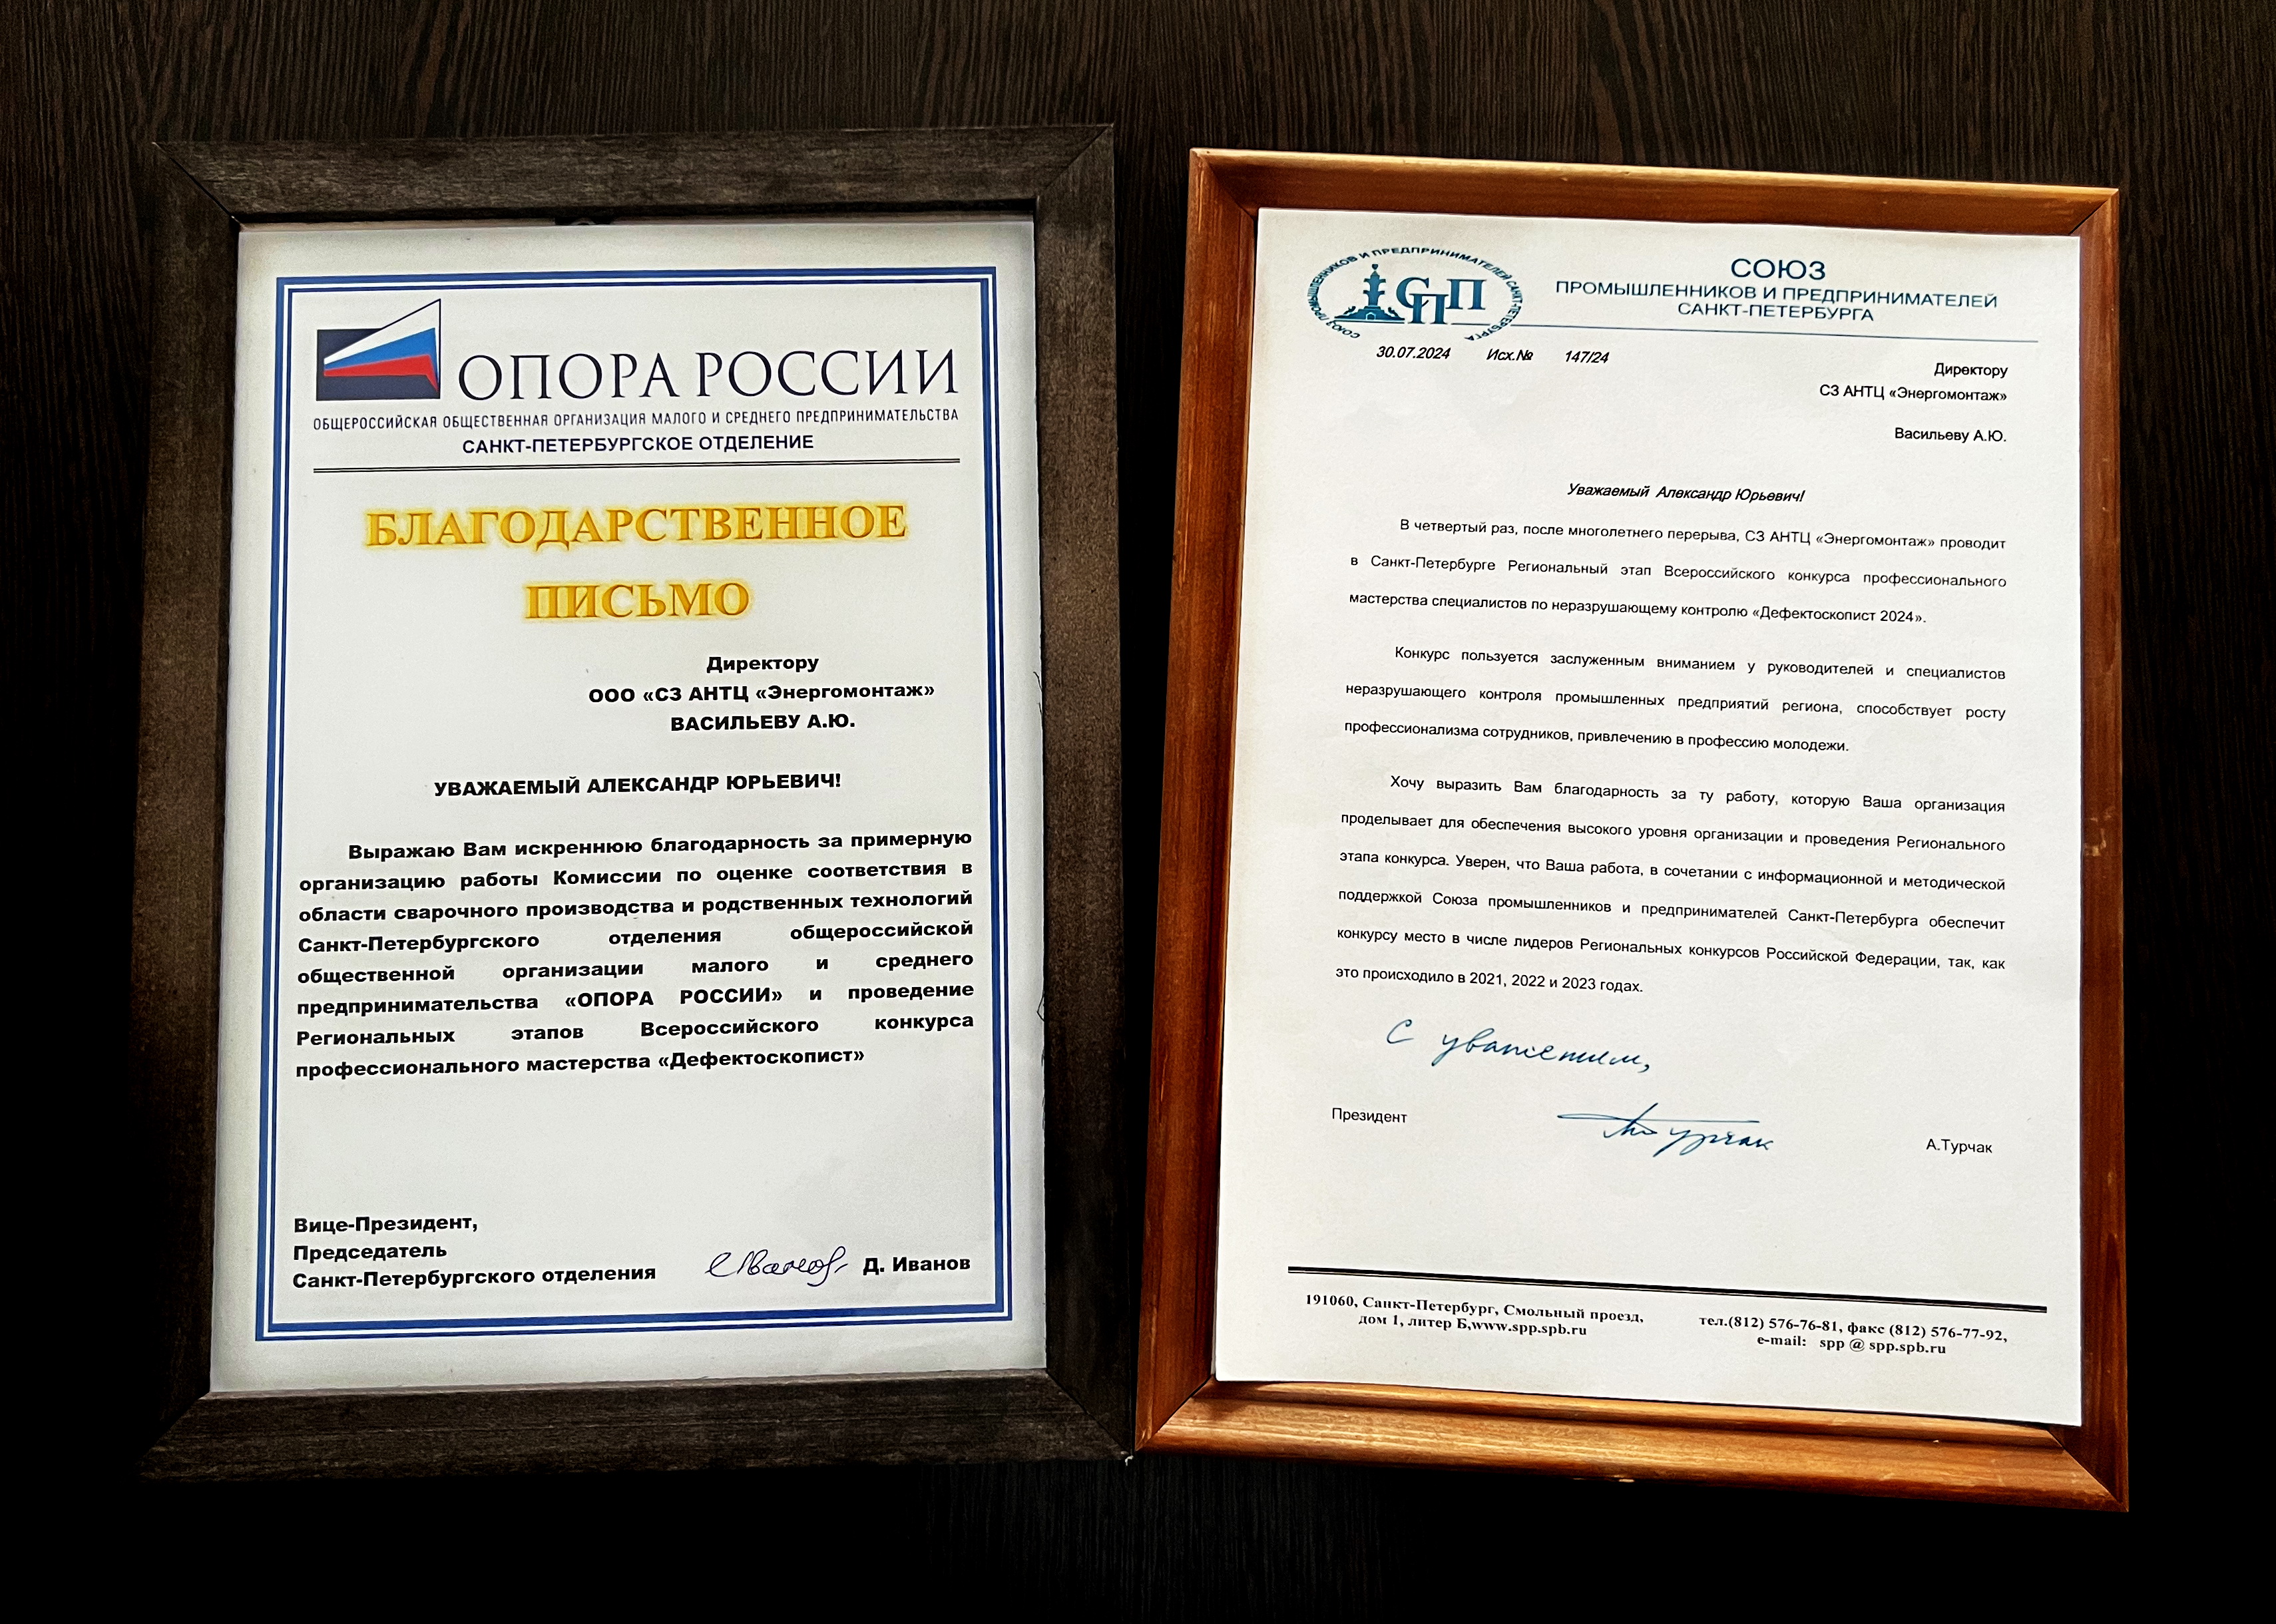 ОПОРА РОССИИ
ОБЩЕРОССИЙСКАЯ ОБЩЕСТВЕННАЯ ОРГАНИЗАЦИЯ МАЛОГО И СРЕДНЕГО ПРЕДПРИНИМАТЕЛЬСТВА
САНКТ-ПЕТЕРБУРГСКОЕ ОТДЕЛЕНИЕ
БЛАГОДАРСТВЕННОЕ
ПИСЬМО
Директору
ООО «СЗ АНТЦ «Энергомонтаж»
ВАСИЛЬЕВУ А.Ю.
УВАЖАЕМЫЙ АЛЕКСАНДР ЮРЬЕВИЧ!
Выражаю Вам искреннюю благодарность за примерную
организацию работы Комиссии по оценке соответствия в
области сварочного производства и родственных технологий
Санкт-Петербургского отделения общероссийской
общественной организации малого и среднего
предпринимательства «ОПОРА РОССИИ» и проведение
Региональных этапов Всероссийского конкурса
профессионального мастерства «Дефектоскопист»
Вице-Президент,
Председатель
Санкт-Петербургского отделения Д. Иванов
СОЮЗ ПРОМЫШЛЕННИКОВ И ПРЕДПРИНИМАТЕЛЕЙ САНКТ-ПЕТЕРБУРГА
СПП
СОЮЗ
ПРОМЫШЛЕННИКОВ И ПРЕДПРИНИМАТЕЛЕЙ
САНКТ-ПЕТЕРБУРГА
30.07.2024 Исх.№ 147/24
Директору
СЗ АНТЦ «Энергомонтаж»
Васильеву А.Ю.
Уважаемый Александр Юрьевич!
В четвертый раз, после многолетнего перерыва, СЗ АНТЦ «Энергомонтаж» проводит
в Санкт-Петербурге Региональный этап Всероссийского конкурса профессионального
мастерства специалистов по неразрушающему контролю «Дефектоскопист 2024».
Конкурс пользуется заслуженным вниманием у руководителей и специалистов
неразрушающего контроля промышленных предприятий региона, способствует росту
профессионализма сотрудников, привлечению в профессию молодежи.
Хочу выразить Вам благодарность за ту работу, которую Ваша организация
проделывает для обеспечения высокого уровня организации и проведения Регионального
этапа конкурса. Уверен, что Ваша работа, в сочетании с информационной и методической
поддержкой Союза промышленников и предпринимателей Санкт-Петербурга обеспечит
конкурсу место в числе лидеров Региональных конкурсов Российской Федерации, так, как
это происходило в 2021, 2022 и 2023 годах.
С уважением,
Президент А.Турчак
191060, Санкт-Петербург, Смольный проезд,
дом 1, литер Б,www.spp.spb.ru
тел.(812) 576-76-81, факс (812) 576-77-92,
e-mail: spp @ spp.spb.ru